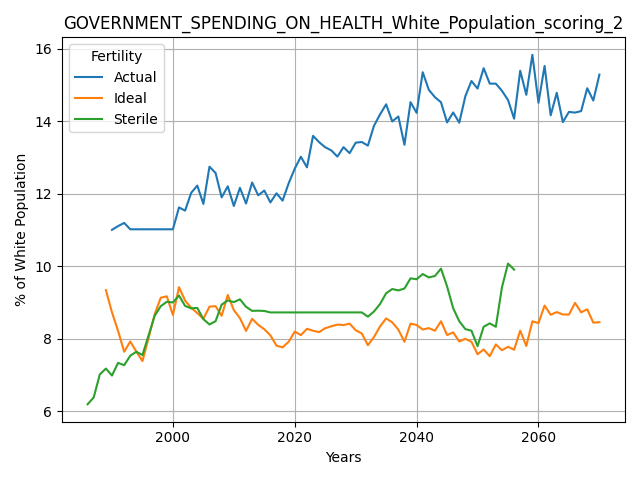 GOVERNMENT_SPENDING_ON_HEALTH_White_Population_scoring_2
Fertility
Actual
Ideal
Sterile
% of White Population
16
14
12
10
8
6
2000
2020
2040
2060
Years